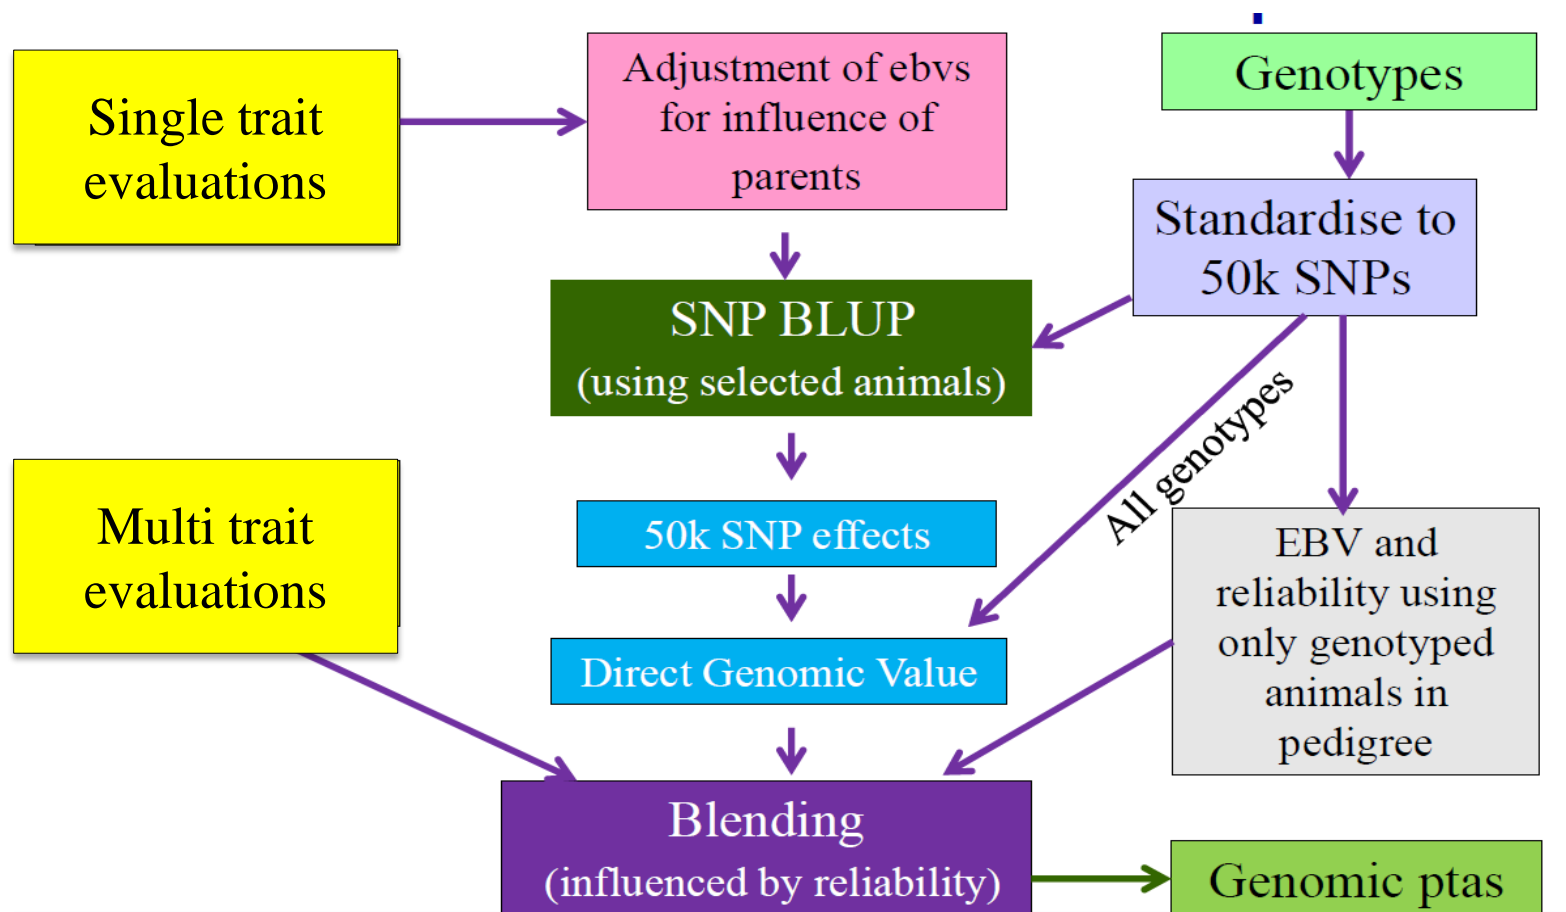 Single trait
evaluations
Adjustment of ebvs
for influence of
parents
Genotypes
Standardise to
50k SNPs
SNP BLUP
(using selected animals)
All genotypes
Multi trait
evaluations
50k SNP effects
EBV and
reliability using
only genotyped
animals in
pedigree
Direct Genomic Value
Blending
(influenced by reliability)
Genomic ptas